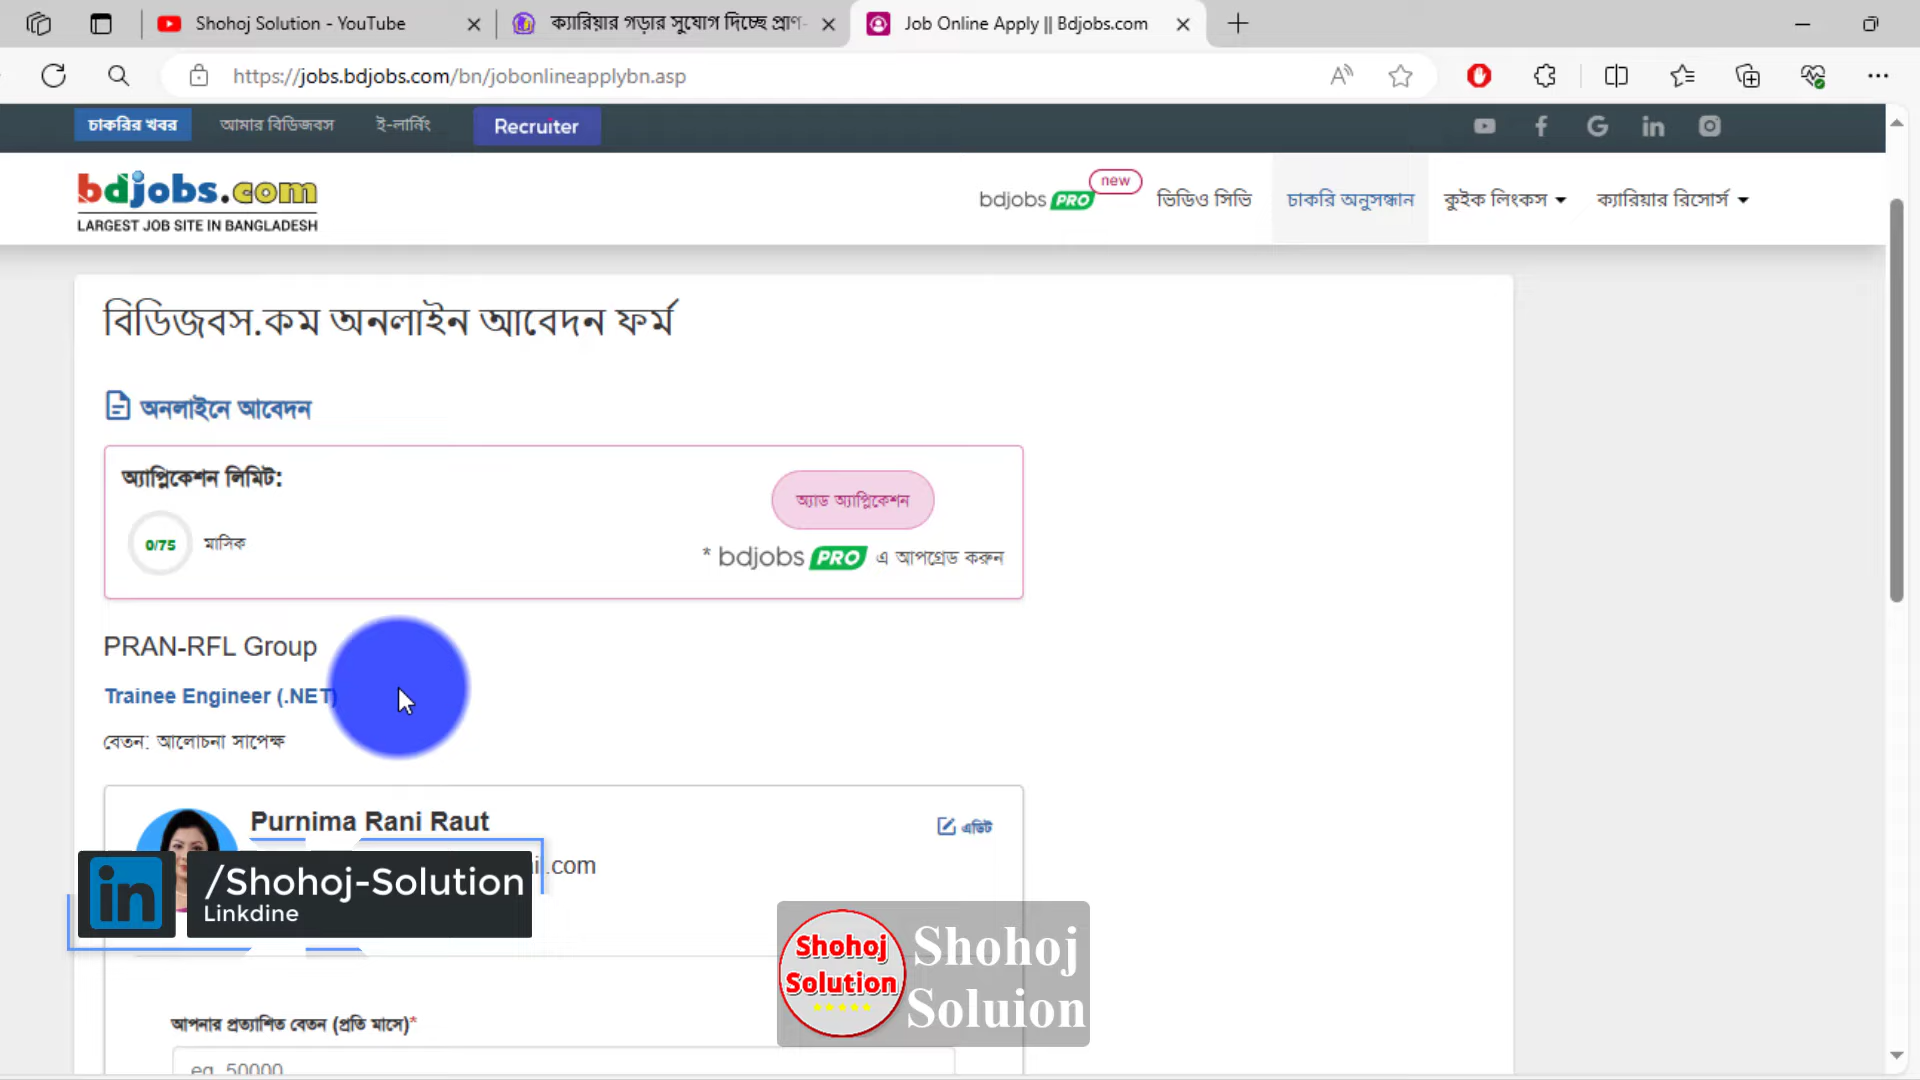 Shohoj Solution - YouTube
ক্যারিয়ার গড়ার সুযোগ দিচ্ছে প্রাণ-
Job Online Apply || Bdjobs.com
https://jobs.bdjobs.com/bn/jobonlineapplybn.asp
চাকরির খবর
আমার বিডিজবস
ই-লার্নিং
Recruiter
bdjobs.com
LARGEST JOB SITE IN BANGLADESH
bdjobs PRO
new
ভিডিও সিভি
চাকরি অনুসন্ধান
কুইক লিংকস
ক্যারিয়ার রিসোর্স
বিডিজবস.কম অনলাইন আবেদন ফর্ম
অনলাইনে আবেদন
অ্যাপ্লিকেশন লিমিট:
0/75 মাসিক
অ্যাড অ্যাপ্লিকেশন
* bdjobs PRO এ আপগ্রেড করুন
PRAN-RFL Group
Trainee Engineer (.NET)
বেতন: আলোচনা সাপেক্ষ
Purnima Rani Raut
এডিট
.com
in /Shohoj-Solution
Linkdine
Shohoj
Solution
Shohoj
Soluion
আপনার প্রত্যাশিত বেতন (প্রতি মাসে)*
eg. 50000